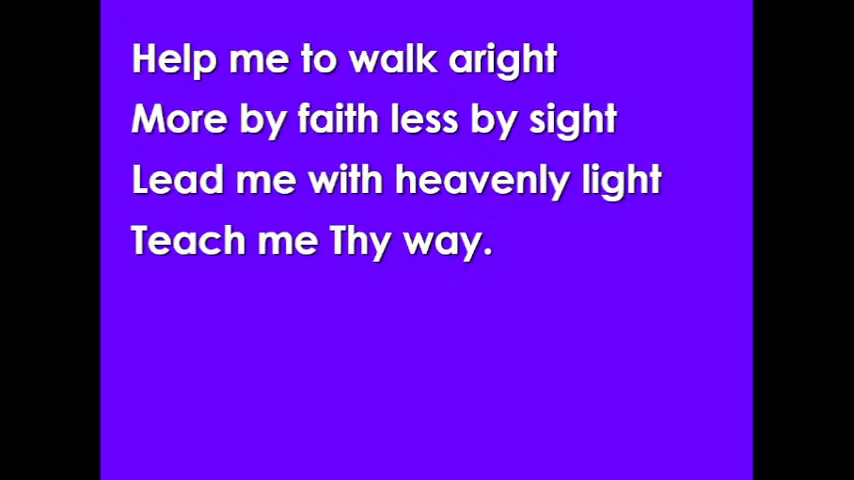 Help me to walk aright
More by faith less by sight
Lead me with heavenly light
Teach me Thy way.